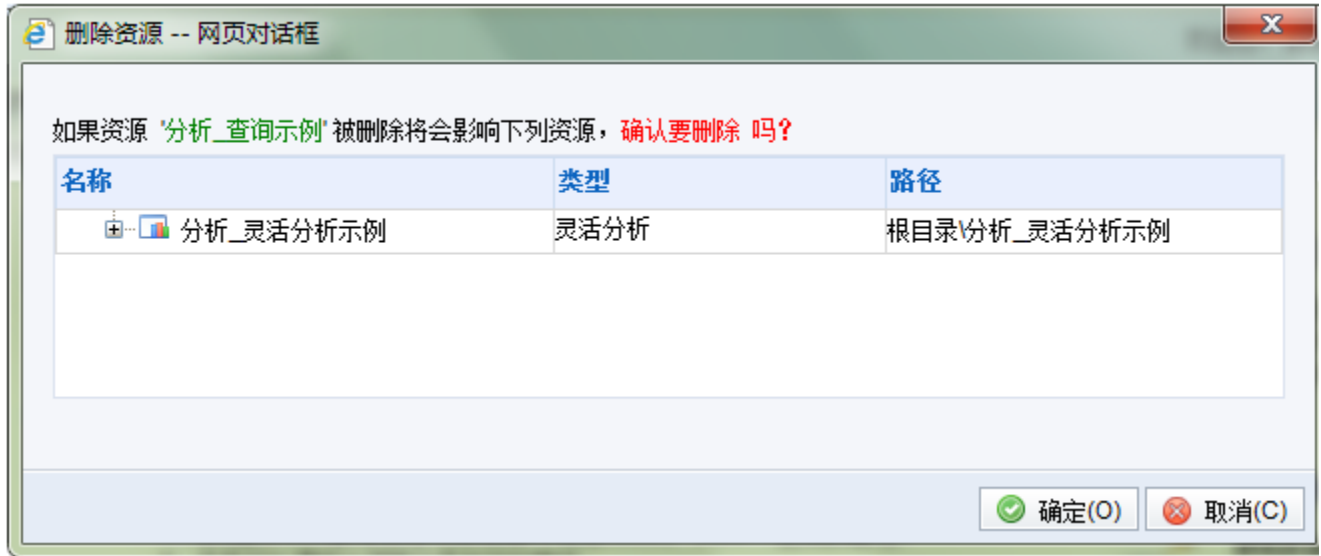 删除资源 -- 网页对话框
如果资源 '分析_查询示例' 被删除将会影响下列资源，确认要删除 吗？
名称 类型 路径
分析_灵活分析示例 灵活分析 根目录\分析_灵活分析示例
确定(O) 取消(C)